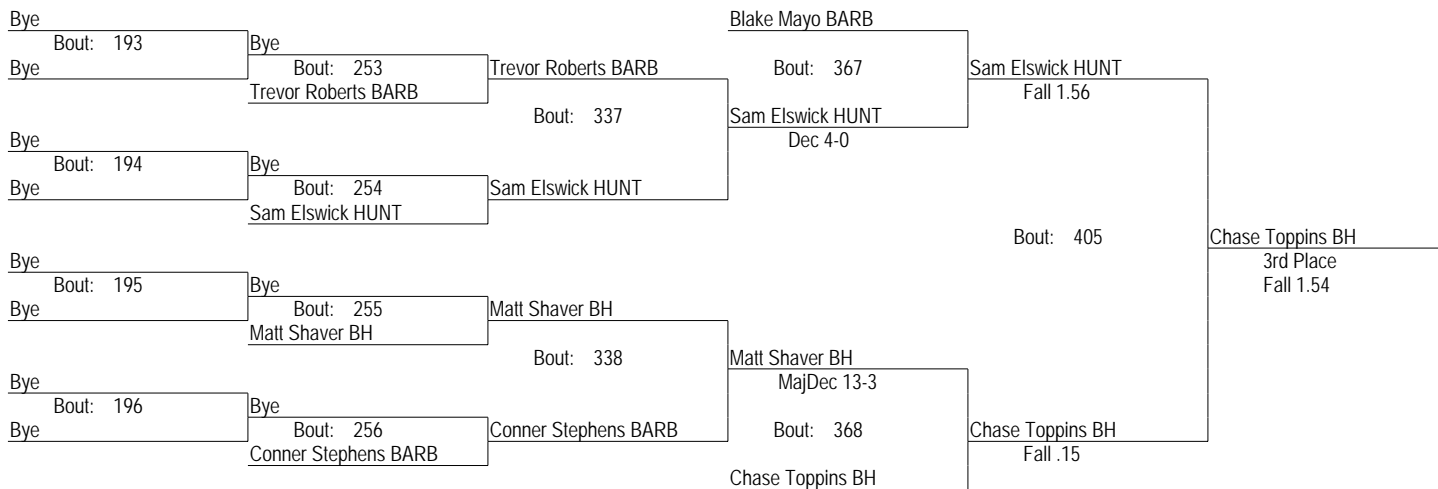 Bye
Bout: 193
Bye
Bye
Bout: 253
Trevor Roberts BARB
Trevor Roberts BARB
Bout: 337
Bye
Bout: 194
Bye
Bye
Bout: 254
Sam Elswick HUNT
Sam Elswick HUNT
Blake Mayo BARB
Bout: 367
Sam Elswick HUNT
Dec 4-0
Sam Elswick HUNT
Fall 1.56
Bye
Bout: 195
Bye
Bye
Bout: 255
Matt Shaver BH
Matt Shaver BH
Bout: 338
Bye
Bout: 196
Bye
Bye
Bout: 256
Conner Stephens BARB
Conner Stephens BARB
Matt Shaver BH
MajDec 13-3
Bout: 368
Chase Toppins BH
Chase Toppins BH
Fall .15
Bout: 405
Chase Toppins BH
3rd Place
Fall 1.54